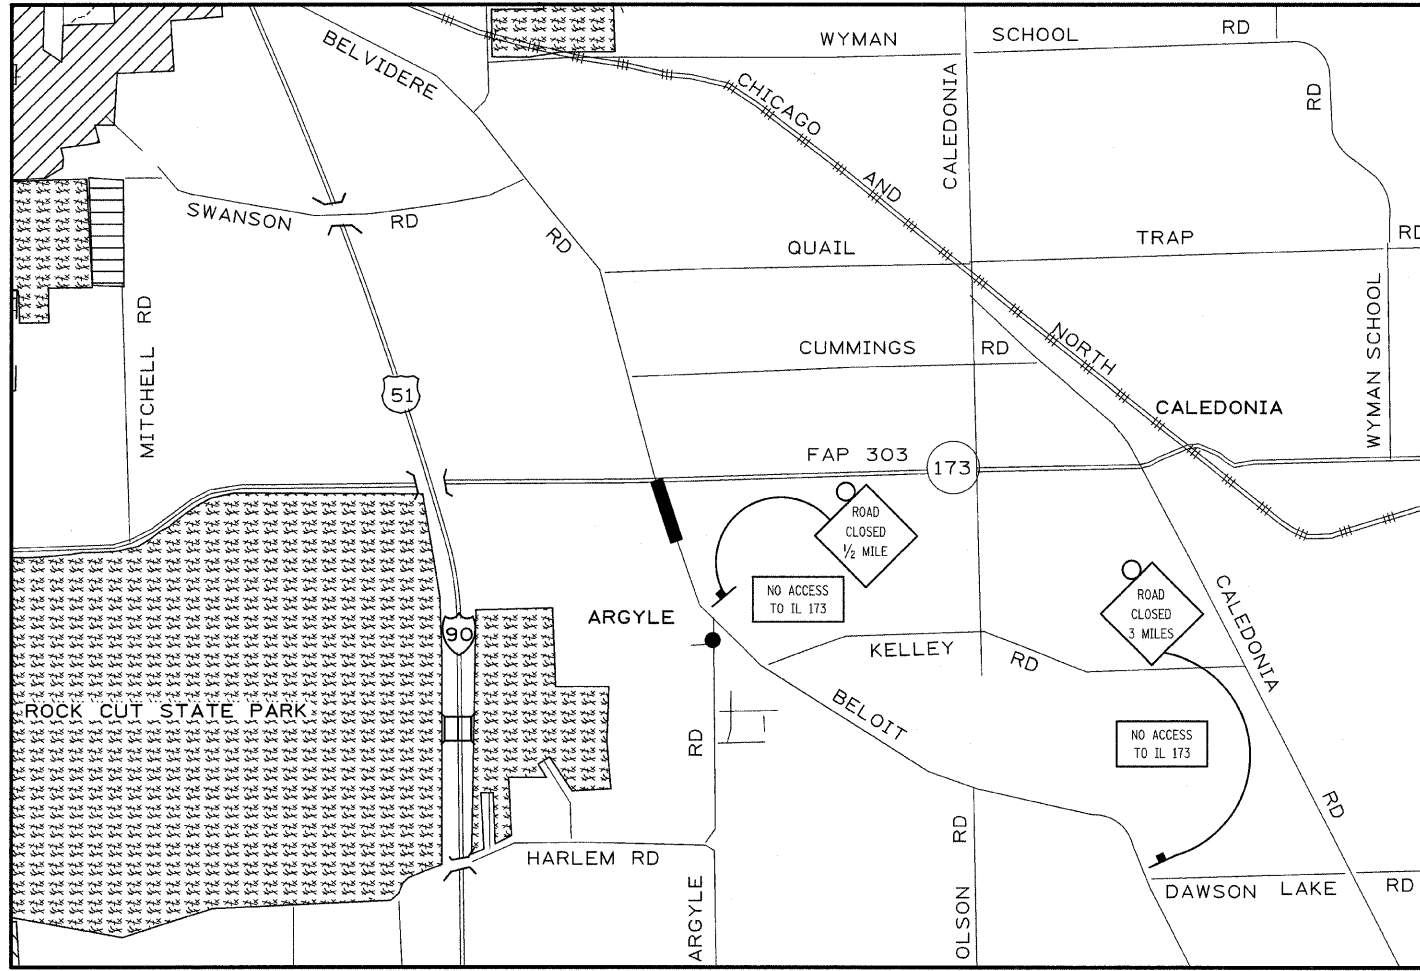 WYMAN SCHOOL RD
BELVIDERE
RD
CHICAGO
CALEDONIA
RD
AND
SWANSON RD
RD
QUAIL TRAP RD
MITCHELL RD
WYMAN SCHOOL
CUMMINGS RD
NORTH
51
CALEDONIA
FAP 303
173
ROAD
CLOSED
½ MILE
NO ACCESS
TO IL 173
ROAD
CLOSED
3 MILES
ARGYLE
CALEDONIA
90
KELLEY RD
ROCK CUT STATE PARK
BELOIT
RD
NO ACCESS
TO IL 173
RD
RD
HARLEM RD
DAWSON LAKE RD
ARGYLE
OLSON